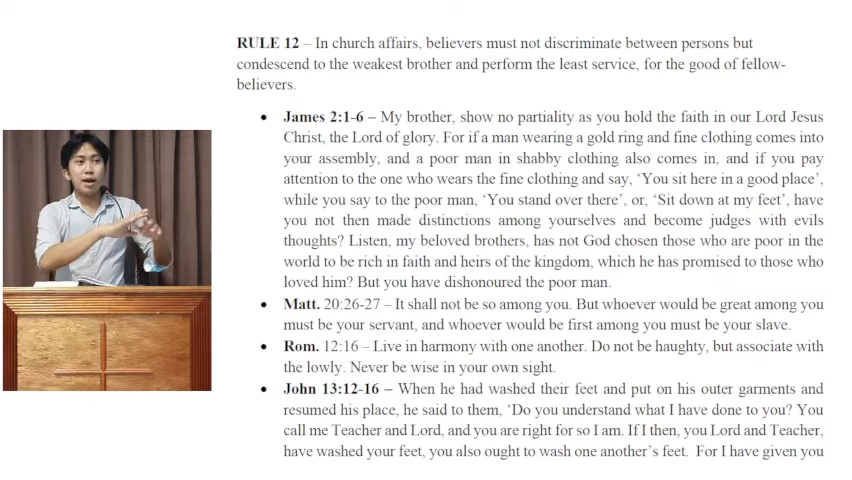 RULE 12 – In church affairs, believers must not discriminate between persons but
condescend to the weakest brother and perform the least service, for the good of fellow-
believers.
• James 2:1-6 – My brother, show no partiality as you hold the faith in our Lord Jesus
Christ, the Lord of glory. For if a man wearing a gold ring and fine clothing comes into
your assembly, and a poor man in shabby clothing also comes in, and if you pay
attention to the one who wears the fine clothing and say, ‘You sit here in a good place’,
while you say to the poor man, ‘You stand over there’, or, ‘Sit down at my feet’, have
you not then made distinctions among yourselves and become judges with evils
thoughts? Listen, my beloved brothers, has not God chosen those who are poor in the
world to be rich in faith and heirs of the kingdom, which he has promised to those who
loved him? But you have dishonoured the poor man.
• Matt. 20:26-27 – It shall not be so among you. But whoever would be great among you
must be your servant, and whoever would be first among you must be your slave.
• Rom. 12:16 – Live in harmony with one another. Do not be haughty, but associate with
the lowly. Never be wise in your own sight.
• John 13:12-16 – When he had washed their feet and put on his outer garments and
resumed his place, he said to them, ‘Do you understand what I have done to you? You
call me Teacher and Lord, and you are right for so I am. If I then, you Lord and Teacher,
have washed your feet, you also ought to wash one another’s feet. For I have given you